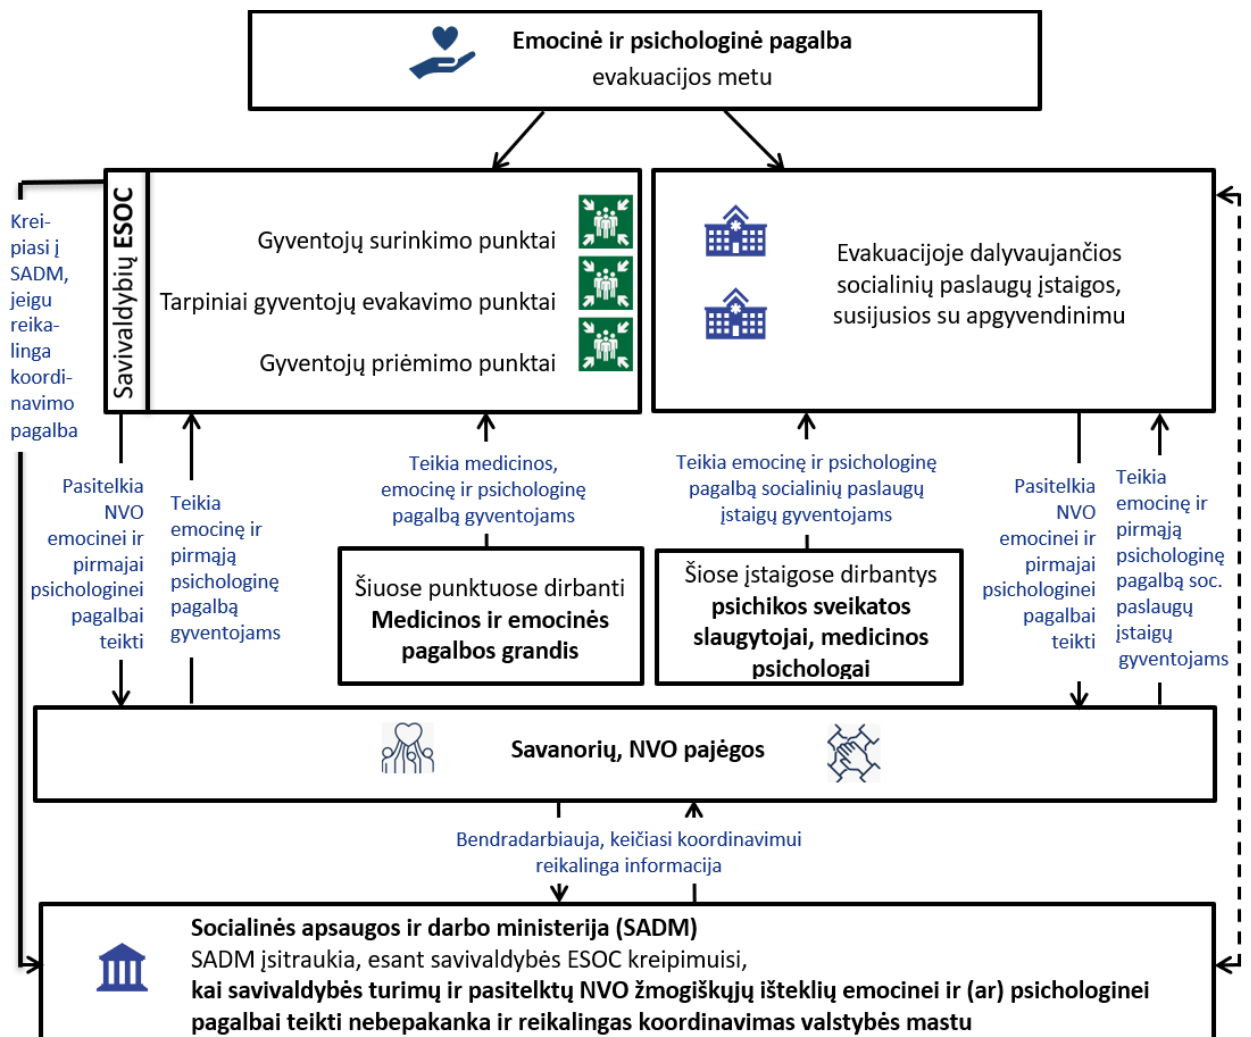 Emocinė ir psichologinė pagalba
evakuacijos metu
Krei-
piasi į
SADM,
jeigu
reika-
linga
koordi-
navimo
pagalba
Savivaldybių ESOC
Gyventojų surinkimo punktai
Tarpiniai gyventojų evakavimo punktai
Gyventojų priėmimo punktai
Evakuacijoje dalyvaujančios
socialinių paslaugų įstaigos,
susijusios su apgyvendinimu
Pasitelkia
NVO
emocinei ir
pirmajai
psichologinei
pagalbai
teikti
Teikia
emocinę ir
pirmąją
psichologinę
pagalbą
gyventojams
Teikia medicinos,
emocinę ir psichologinę
pagalbą gyventojams
Teikia emocinę ir psichologinę
pagalbą socialinių paslaugų
įstaigų gyventojams
Pasitelkia
NVO
emocinei ir
pirmajai
psichologinei
pagalbai
teikti
Teikia
emocinę ir
pirmąją
psichologinę
pagalbą soc.
paslaugų
įstaigų
gyventojams
Šiuose punktuose dirbanti
Medicinos ir emocinės
pagalbos grandis
Šiose įstaigose dirbantys
psichikos sveikatos
slaugytojai, medicinos
psichologai
Savanorių, NVO pajėgos
Bendradarbiauja, keičiasi koordinavimui
reikalinga informacija
Socialinės apsaugos ir darbo ministerija (SADM)
SADM įsitraukia, esant savivaldybės ESOC kreipimuisi,
kai savivaldybės turimų ir pasitelktų NVO žmogiškųjų išteklių emocinei ir (ar) psichologinei
pagalbai teikti nebepakanka ir reikalingas koordinavimas valstybės mastu